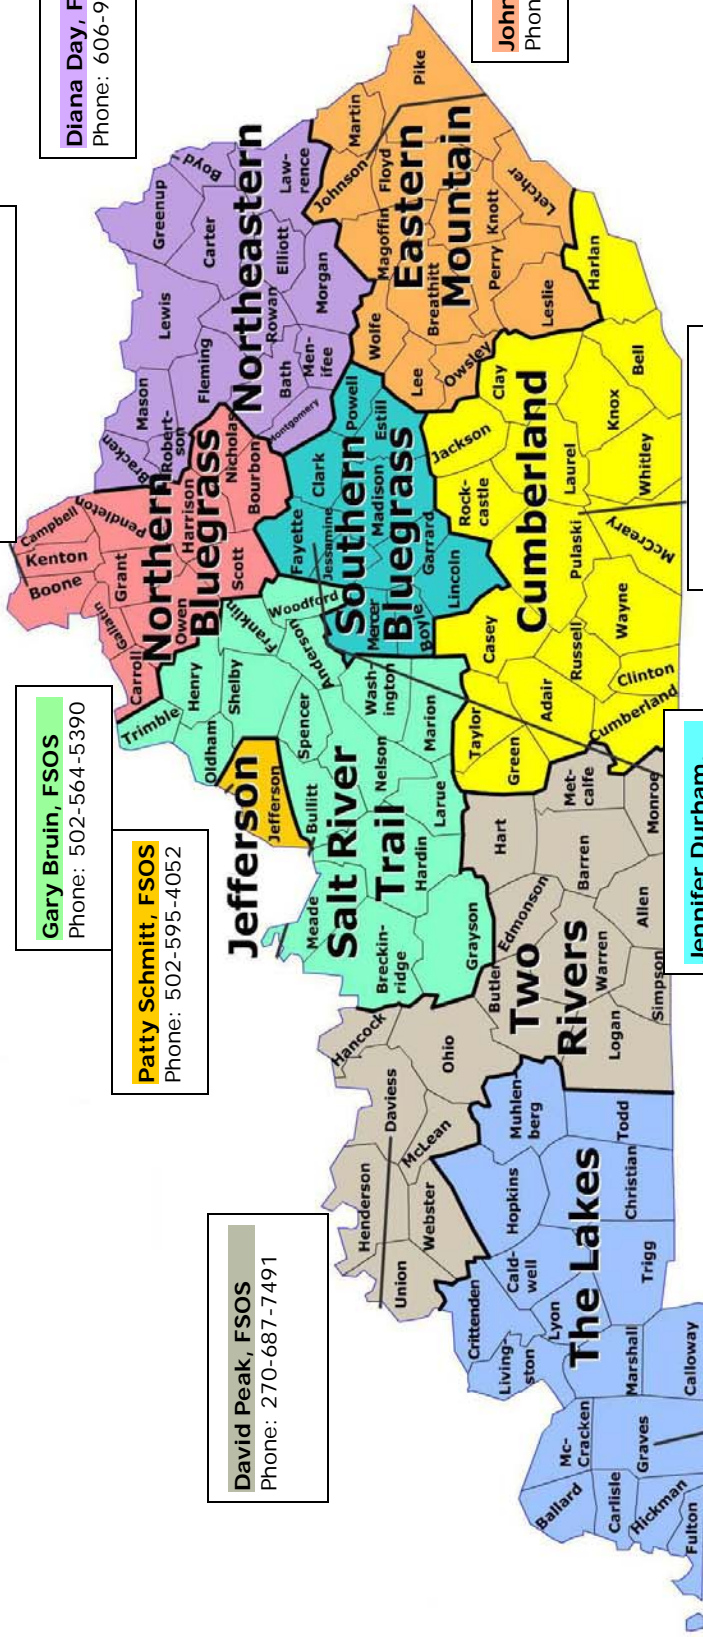 Diana Day, F
Phone: 606-9
John
Phon
Gary Bruin, FSOS
Phone: 502-564-5390
Patty Schmitt, FSOS
Phone: 502-595-4052
David Peak, FSOS
Phone: 270-687-7491
Jennifer Durham
Northeastern
Greenup
Boyd
Lewis
Carter
Law-
rence
Mason
Fleming
Rowan
Elliott
Bracken
Robert-
son
Bath
Men-
ifee
Morgan
Montgomery
Eastern
Mountain
Pike
Martin
Johnson
Floyd
Magoffin
Letcher
Knott
Perry
Breathitt
Wolfe
Lee
Owsley
Leslie
Northern
Bluegrass
Campbell
Kenton
Boone
Pendleton
Grant
Gallatin
Carroll
Owen
Harrison
Nicholas
Bourbon
Scott
Southern
Bluegrass
Powell
Estill
Clark
Madison
Fayette
Jessamine
Garrard
Lincoln
Mercer
Boyle
Cumberland
Harlan
Bell
Clay
Knox
Jackson
Laurel
Whitley
Rock-
castle
Pulaski
McCreary
Casey
Russell
Wayne
Adair
Clinton
Taylor
Green
Cumberland
Jefferson
Jefferson
Salt River
Trail
Trimble
Henry
Oldham
Shelby
Franklin
Woodford
Anderson
Spencer
Wash-
ington
Bullitt
Nelson
Marion
Larue
Hardin
Meade
Breckin-
ridge
Grayson
Two
Rivers
Hart
Met-
calfe
Monroe
Barren
Edmonson
Allen
Warren
Butler
Simpson
Logan
Hancock
Ohio
Daviess
McLean
Henderson
Webster
Union
The Lakes
Muhlen-
berg
Todd
Hopkins
Christian
Cald-
well
Trigg
Crittenden
Lyon
Living-
ston
Marshall
Calloway
Mc-
Cracken
Graves
Ballard
Carlisle
Hickman
Fulton